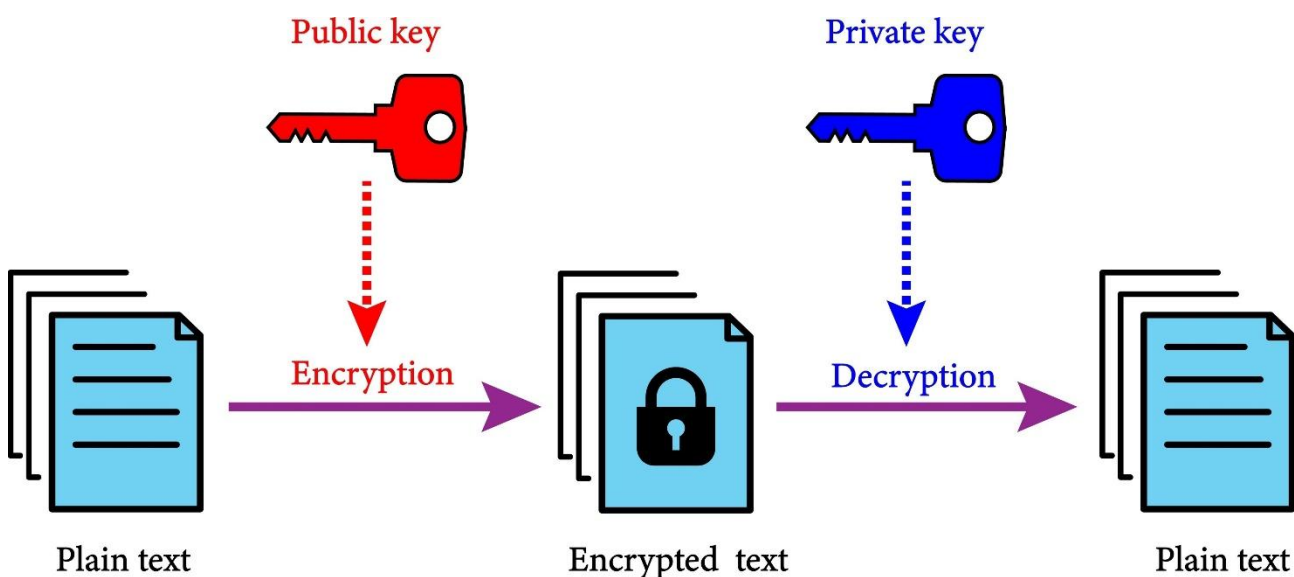 Public key
Private key
Encryption
Decryption
Plain text
Encrypted text
Plain text